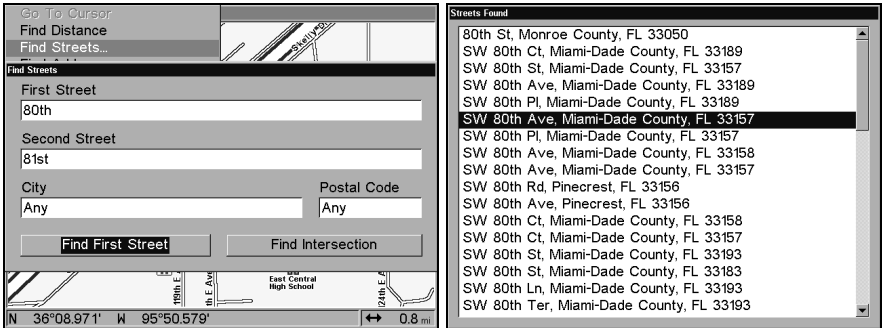 Go To Cursor
Find Distance
Find Streets...
Find Streets
First Street
80th
Second Street
81st
City
Postal Code
Any
Any
Find First Street
Find Intersection
Skelly Dr
119th E A
th E Ave
East Central
High School
124th E A
N 36°08.971' W 95°50.579'
↔ 0.8 mi
Streets Found
80th St, Monroe County, FL 33050
SW 80th Ct, Miami-Dade County, FL 33189
SW 80th St, Miami-Dade County, FL 33157
SW 80th Ave, Miami-Dade County, FL 33189
SW 80th Pl, Miami-Dade County, FL 33189
SW 80th Ave, Miami-Dade County, FL 33157
SW 80th Pl, Miami-Dade County, FL 33157
SW 80th Ave, Miami-Dade County, FL 33158
SW 80th Ave, Miami-Dade County, FL 33157
SW 80th Rd, Pinecrest, FL 33156
SW 80th Ave, Pinecrest, FL 33156
SW 80th Ct, Miami-Dade County, FL 33158
SW 80th Ct, Miami-Dade County, FL 33157
SW 80th St, Miami-Dade County, FL 33193
SW 80th St, Miami-Dade County, FL 33183
SW 80th Ln, Miami-Dade County, FL 33193
SW 80th Ter, Miami-Dade County, FL 33193